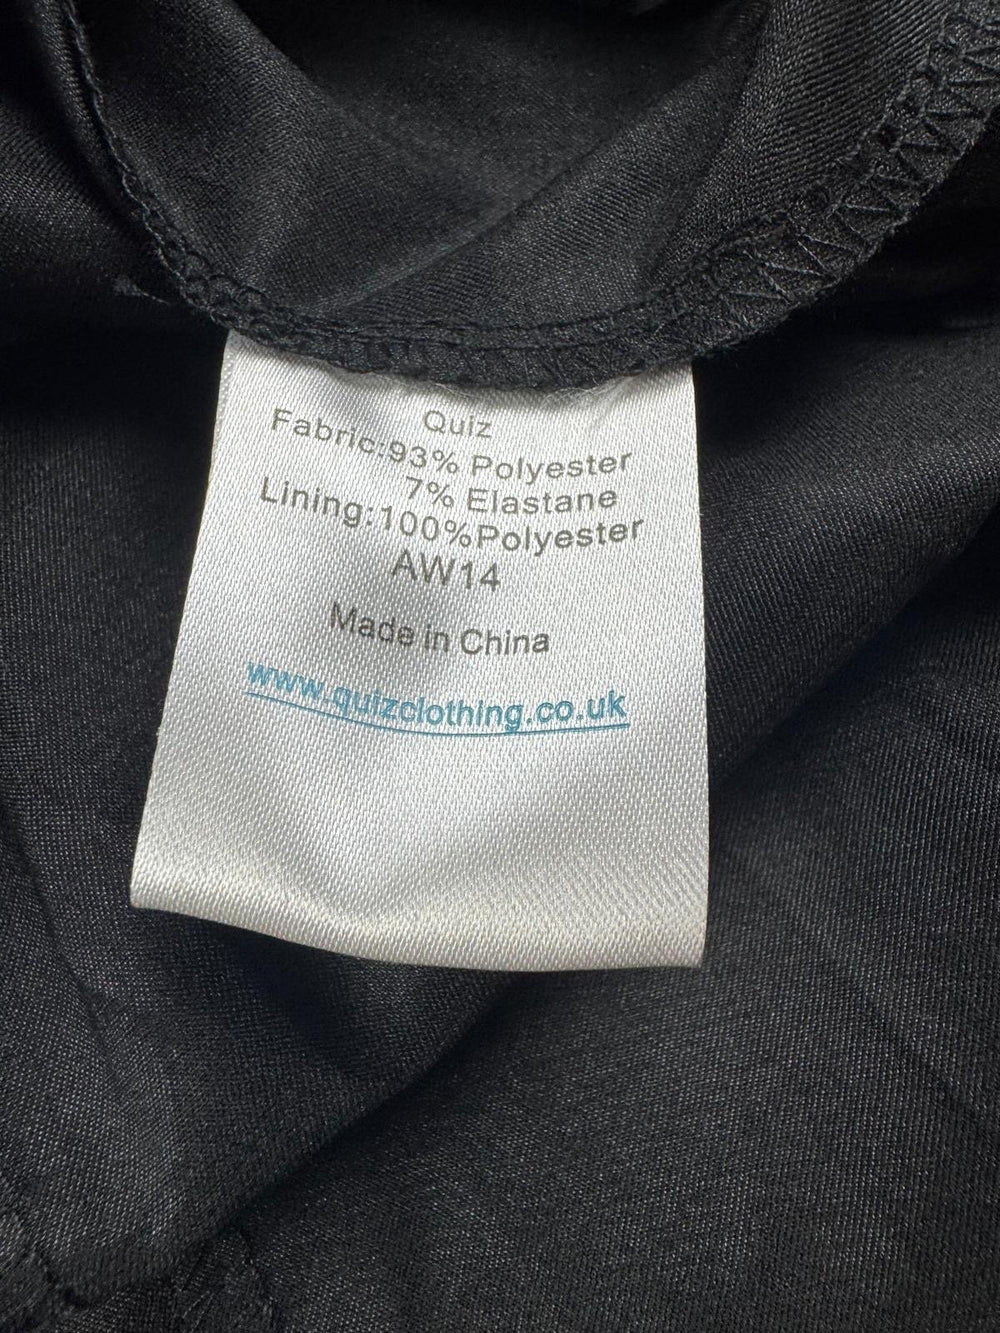 Quiz
Fabric:93% Polyester
7% Elastane
Lining:100%Polyester
AW14
Made in China
www.quizclothing.co.uk